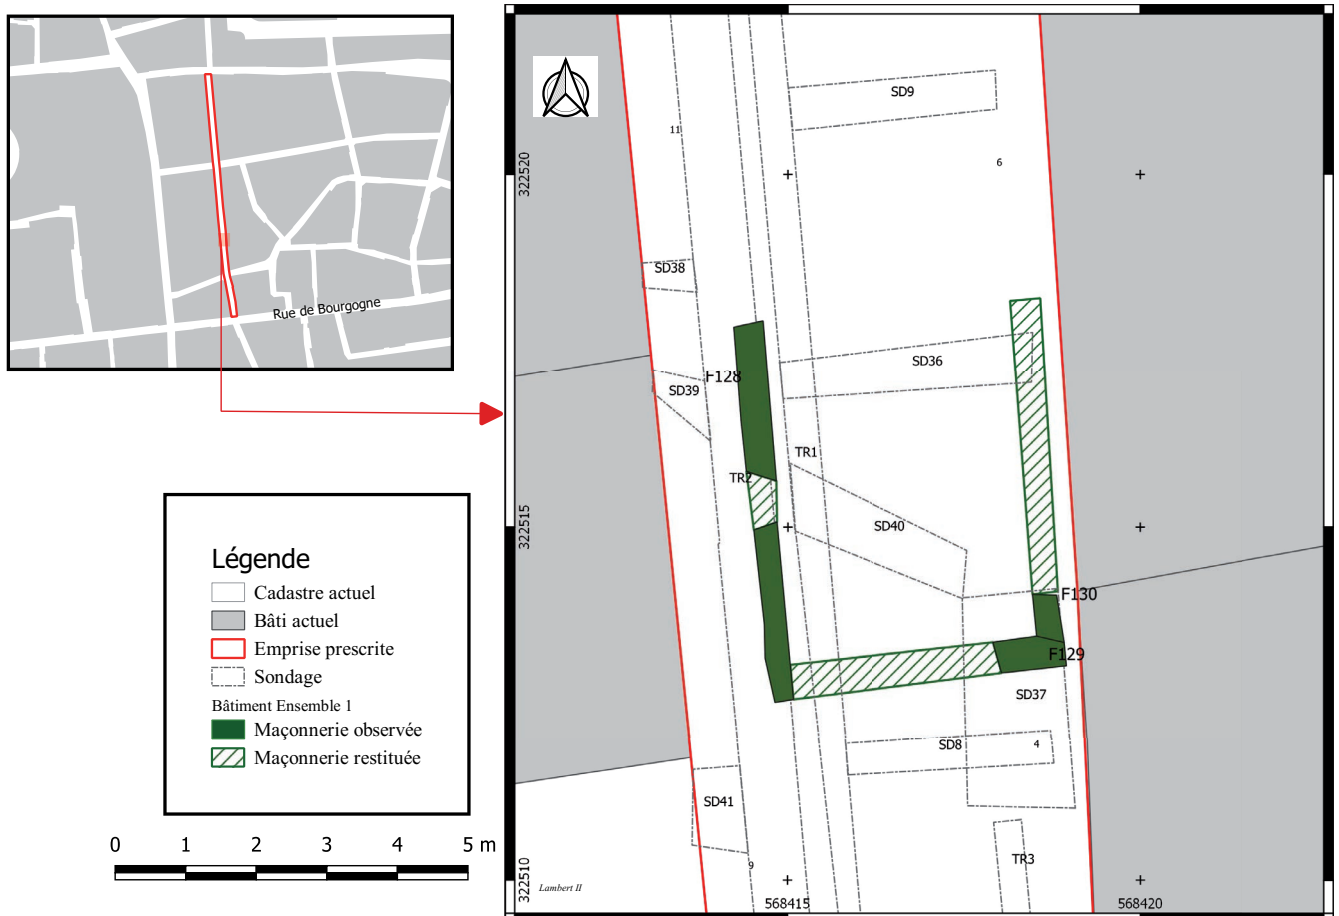 Rue de Bourgogne
Légende
Cadastre actuel
Bâti actuel
Emprise prescrite
Sondage
Bâtiment Ensemble 1
Maçonnerie observée
Maçonnerie restituée
0 1 2 3 4 5 m
SD9
11
6
322520
SD38
SD36
F128
SD39
TR1
TR2
SD40
322515
F130
F129
SD37
SD8
4
SD41
TR3
9
322510
Lambert II
568415
568420